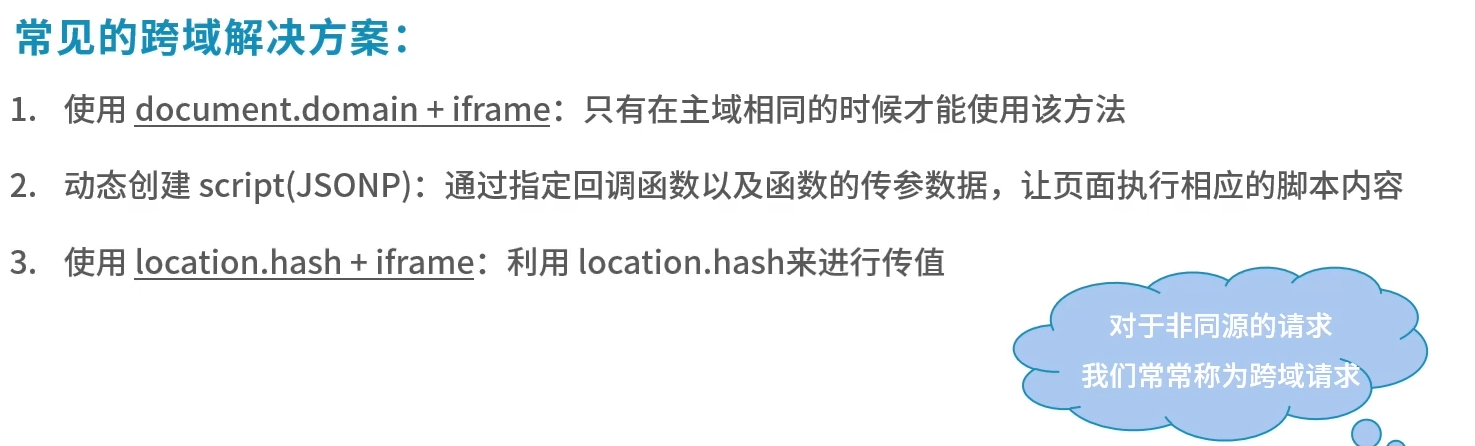 常见的跨域解决方案：
1. 使用 document.domain + iframe：只有在主域相同的时候才能使用该方法
2. 动态创建 script(JSONP)：通过指定回调函数以及函数的传参数据，让页面执行相应的脚本内容
3. 使用 location.hash + iframe：利用 location.hash来进行传值
对于非同源的请求
我们常常称为跨域请求